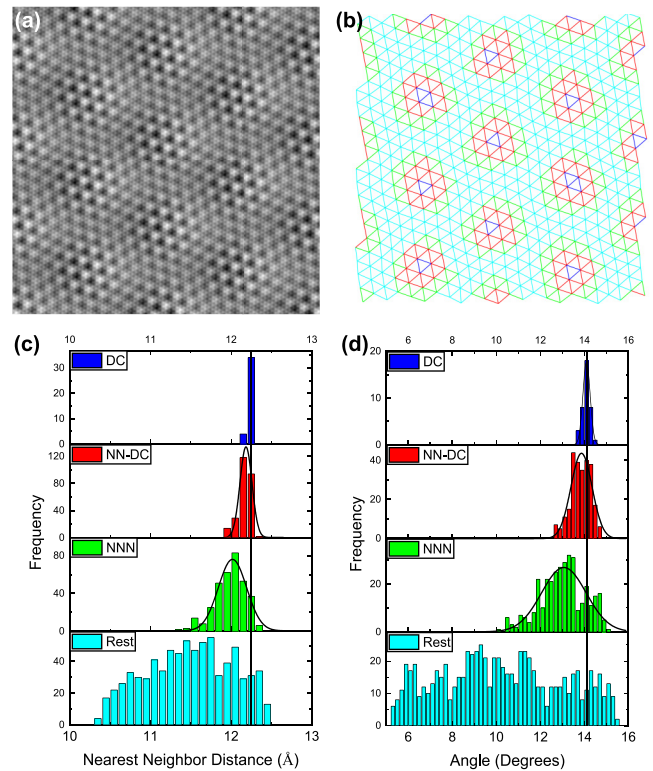 (a)
(b)
10 11 12 13
6 8 10 12 14 16
(c)
DC
30
20
10
0
(d)
DC
20
10
0
NN-DC
120
80
40
0
NN-DC
40
20
0
NNN
80
40
0
NNN
20
0
Rest
40
20
0
Rest
20
10
0
Frequency
Frequency
10 11 12 13
6 8 10 12 14 16
Nearest Neighbor Distance (Å)
Angle (Degrees)